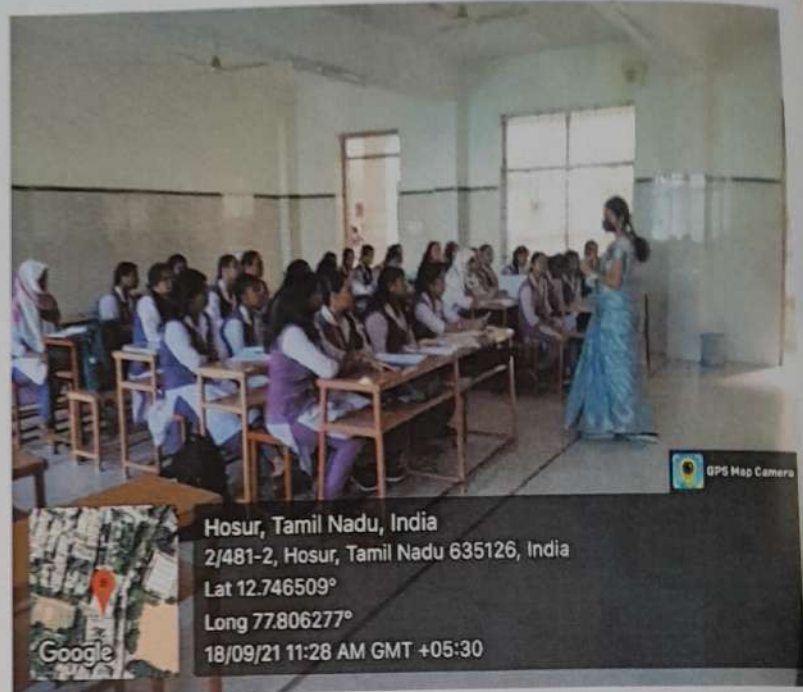 GPS Map Camera
Hosur, Tamil Nadu, India
2/481-2, Hosur, Tamil Nadu 635126, India
Lat 12.746509°
Long 77.806277°
18/09/21 11:28 AM GMT +05:30
Google